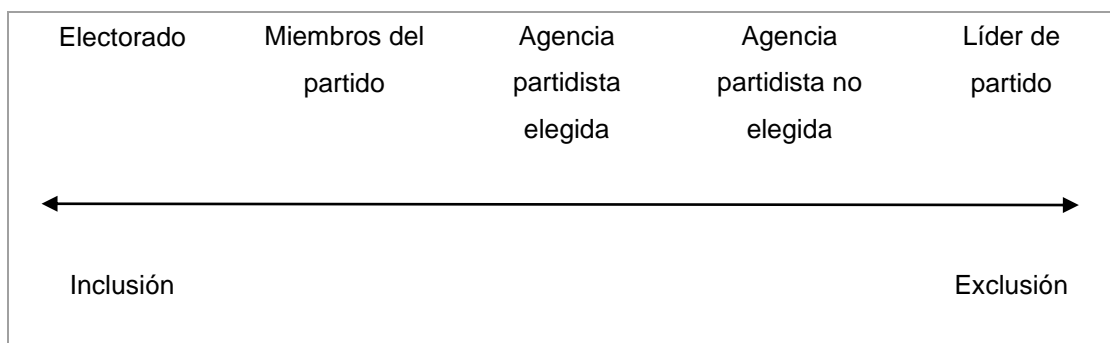 Electorado
Miembros del
partido
Agencia
partidista
elegida
Agencia
partidista no
elegida
Líder de
partido
Inclusión
Exclusión